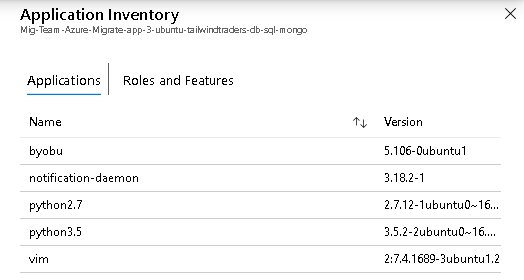 Application Inventory
Mig-Team-Azure-Migrate-app-3-ubuntu-tailwindtraders-db-sql-mongo
Applications Roles and Features
Name Version
byobu 5.106-0ubuntu1
notification-daemon 3.18.2-1
python2.7 2.7.12-1ubuntu0~16...
python3.5 3.5.2-2ubuntu0~16....
vim 2:7.4.1689-3ubuntu1.2